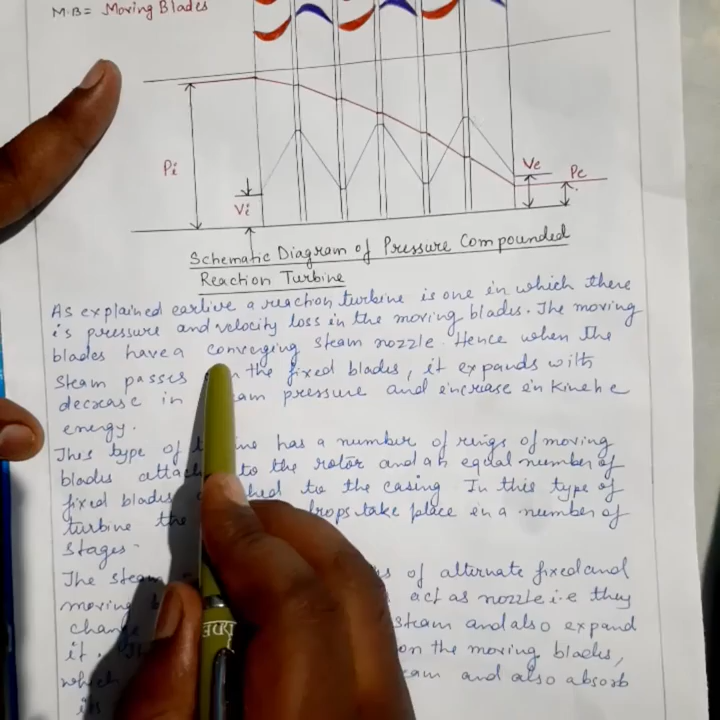 M·B = Moving Blades
Pi
Vi
Ve
Pe
Schematic Diagram of Pressure Compounded
Reaction Turbine
As explained earlive a reaction turbine is one in which there
is pressure and velocity loss in the moving blades. The moving
blades have a converging steam nozzle. Hence when the
steam passes the fixed blades, it expands with
decrease in pressure and increase in kinetic
energy.
This type of has a number of rings of moving
blades to the rotor and an equal number of
fixed blades to the casing In this type of
turbine the drops take place in a number of
stages-
The of alternate fixed and
moving act as nozzle i.e they
change steam and also expand
it. on the moving blades,
which and also absorb